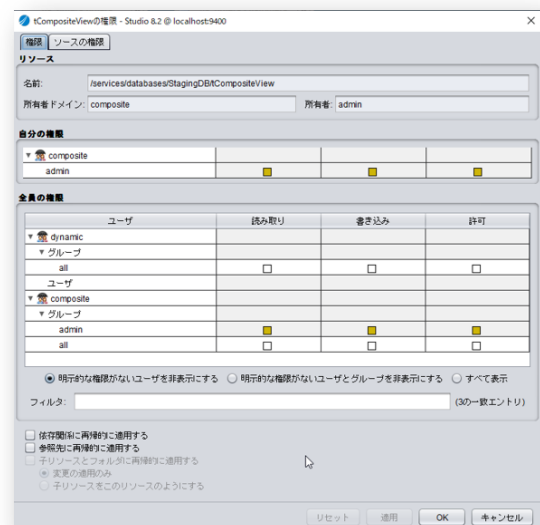 tCompositeViewの権限 - Studio 8.2 @ localhost:9400
権限 ソースの権限
リソース
名前: /services/databases/StagingDB/tCompositeView
所有者ドメイン: composite 所有者: admin
自分の権限
composite
admin
全員の権限
ユーザ 読み取り 書き込み 許可
dynamic
グループ
all
ユーザ
composite
グループ
admin
all
明示的な権限がないユーザを非表示にする 明示的な権限がないユーザとグループを非表示にする すべて表示
フィルタ: (3の一致エントリ)
依存関係に再帰的に適用する
参照先に再帰的に適用する
子リソースとフォルダに再帰的に適用する
変更の適用のみ
子リソースをこのリソースのようにする
リセット 適用 OK キャンセル